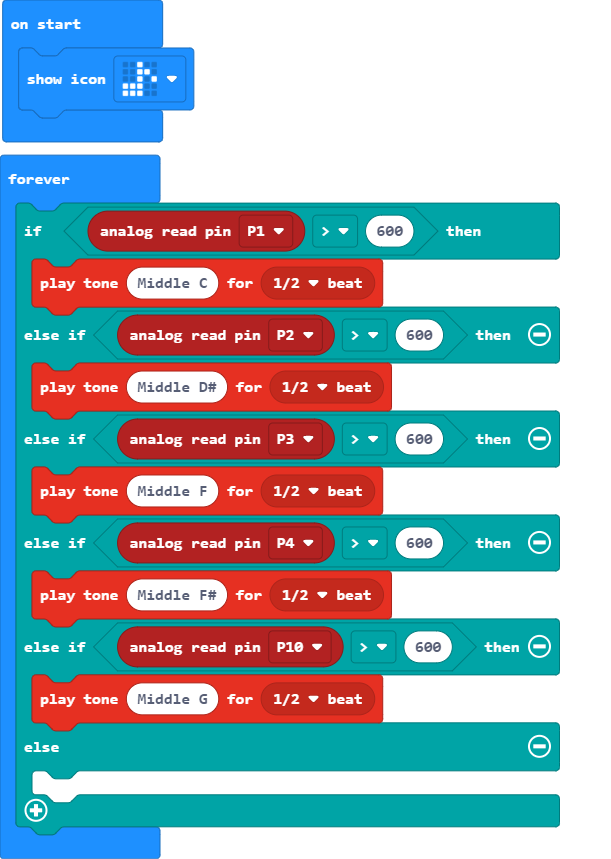 on start
show icon
forever
if analog read pin P1 > 600 then
play tone Middle C for 1/2 beat
else if analog read pin P2 > 600 then
play tone Middle D# for 1/2 beat
else if analog read pin P3 > 600 then
play tone Middle F for 1/2 beat
else if analog read pin P4 > 600 then
play tone Middle F# for 1/2 beat
else if analog read pin P10 > 600 then
play tone Middle G for 1/2 beat
else